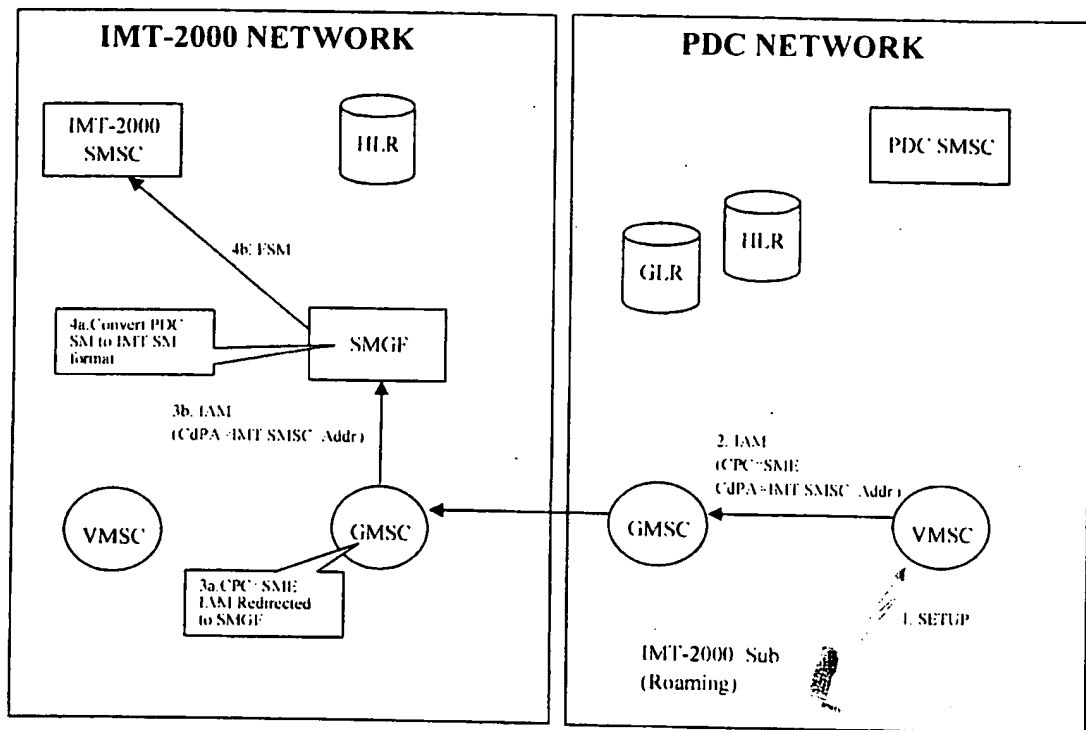 IMT-2000 NETWORK
PDC NETWORK
IMT-2000
SMSC
HLR
PDC SMSC
HLR
GLR
4b. FSM
4a.Convert PDC
SM to IMT SM
format
SMGF
3b. IAM
(CdPA=IMT SMSC Addr)
2. IAM
(CPC=SME
CdPA=IMT SMSC Addr)
VMSC
GMSC
GMSC
VMSC
3a.CPC=SME
IAM Redirected
to SMGF
1. SETUP
IMT-2000 Sub
(Roaming)